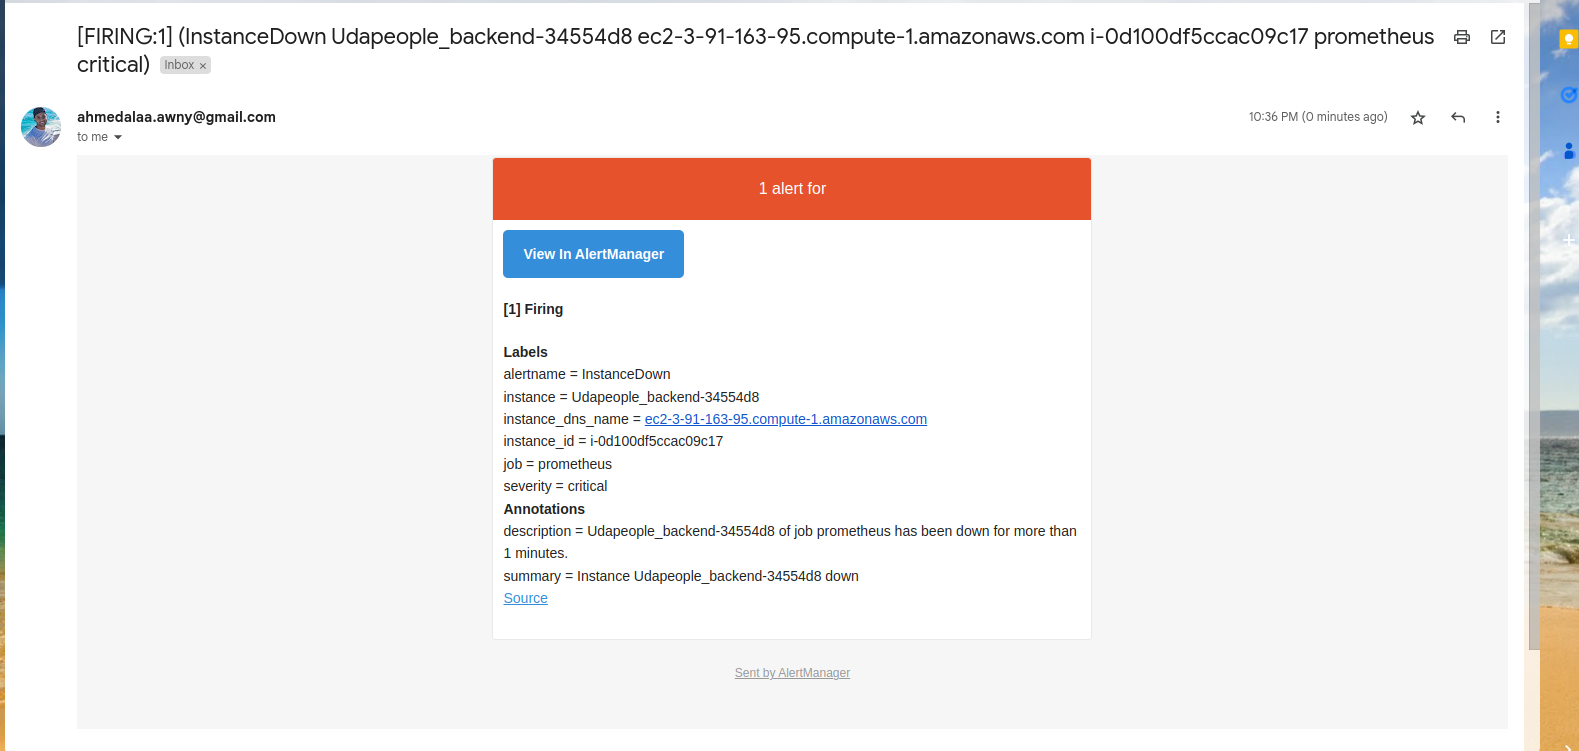 [FIRING:1] (InstanceDown Udapeople_backend-34554d8 ec2-3-91-163-95.compute-1.amazonaws.com i-0d100df5ccac09c17 prometheus
critical) Inbox ×
ahmedalaa.awny@gmail.com 10:36 PM (0 minutes ago)
to me
1 alert for
View In AlertManager
[1] Firing
Labels
alertname = InstanceDown
instance = Udapeople_backend-34554d8
instance_dns_name = ec2-3-91-163-95.compute-1.amazonaws.com
instance_id = i-0d100df5ccac09c17
job = prometheus
severity = critical
Annotations
description = Udapeople_backend-34554d8 of job prometheus has been down for more than
1 minutes.
summary = Instance Udapeople_backend-34554d8 down
Source
Sent by AlertManager